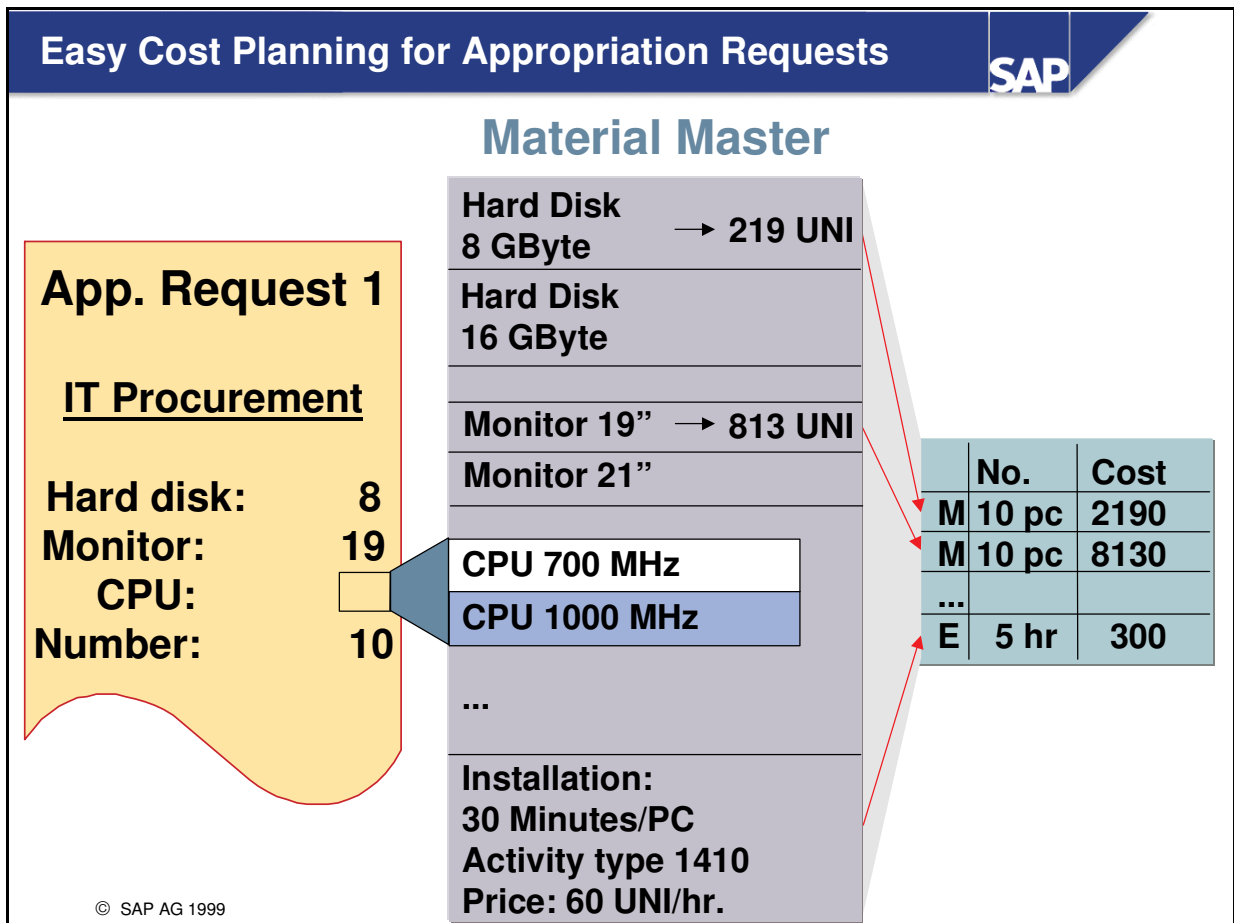 Easy Cost Planning for Appropriation Requests
SAP
Material Master
App. Request 1
IT Procurement
Hard disk: 8
Monitor: 19
CPU:
Number: 10
Hard Disk
8 GByte → 219 UNI
Hard Disk
16 GByte
Monitor 19” → 813 UNI
Monitor 21”
CPU 700 MHz
CPU 1000 MHz
...
Installation:
30 Minutes/PC
Activity type 1410
Price: 60 UNI/hr.
No. Cost
M 10 pc 2190
M 10 pc 8130
...
E 5 hr 300
© SAP AG 1999